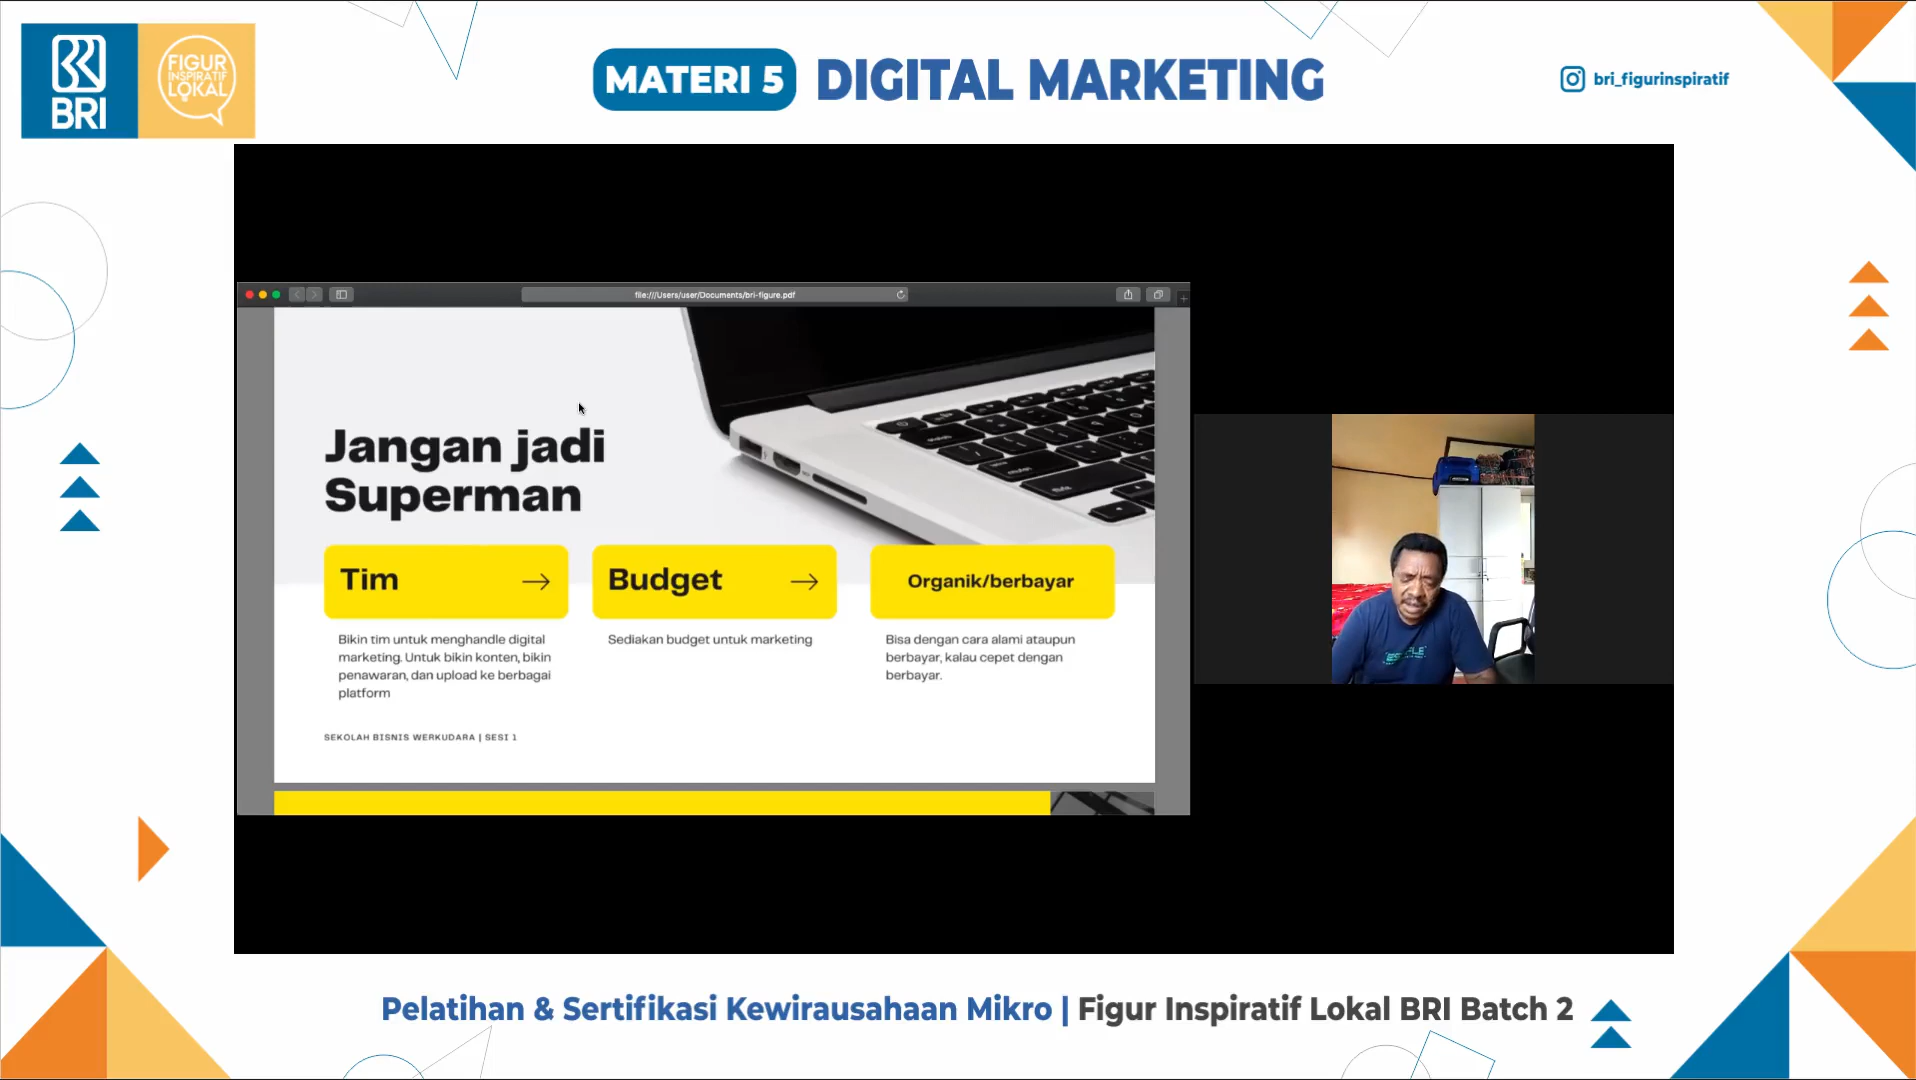 BRI
FIGUR
INSPIRATIF
LOKAL
MATERI 5 DIGITAL MARKETING
bri_figurinspiratif
file:///Users/user/Documents/bri-figure.pdf
Jangan jadi
Superman
Tim
Bikin tim untuk menghandle digital
marketing. Untuk bikin konten, bikin
penawaran, dan upload ke berbagai
platform
Budget
Sediakan budget untuk marketing
Organik/berbayar
Bisa dengan cara alami ataupun
berbayar, kalau cepet dengan
berbayar.
SEKOLAH BISNIS WERKUDARA | SESI 1
Pelatihan & Sertifikasi Kewirausahaan Mikro | Figur Inspiratif Lokal BRI Batch 2